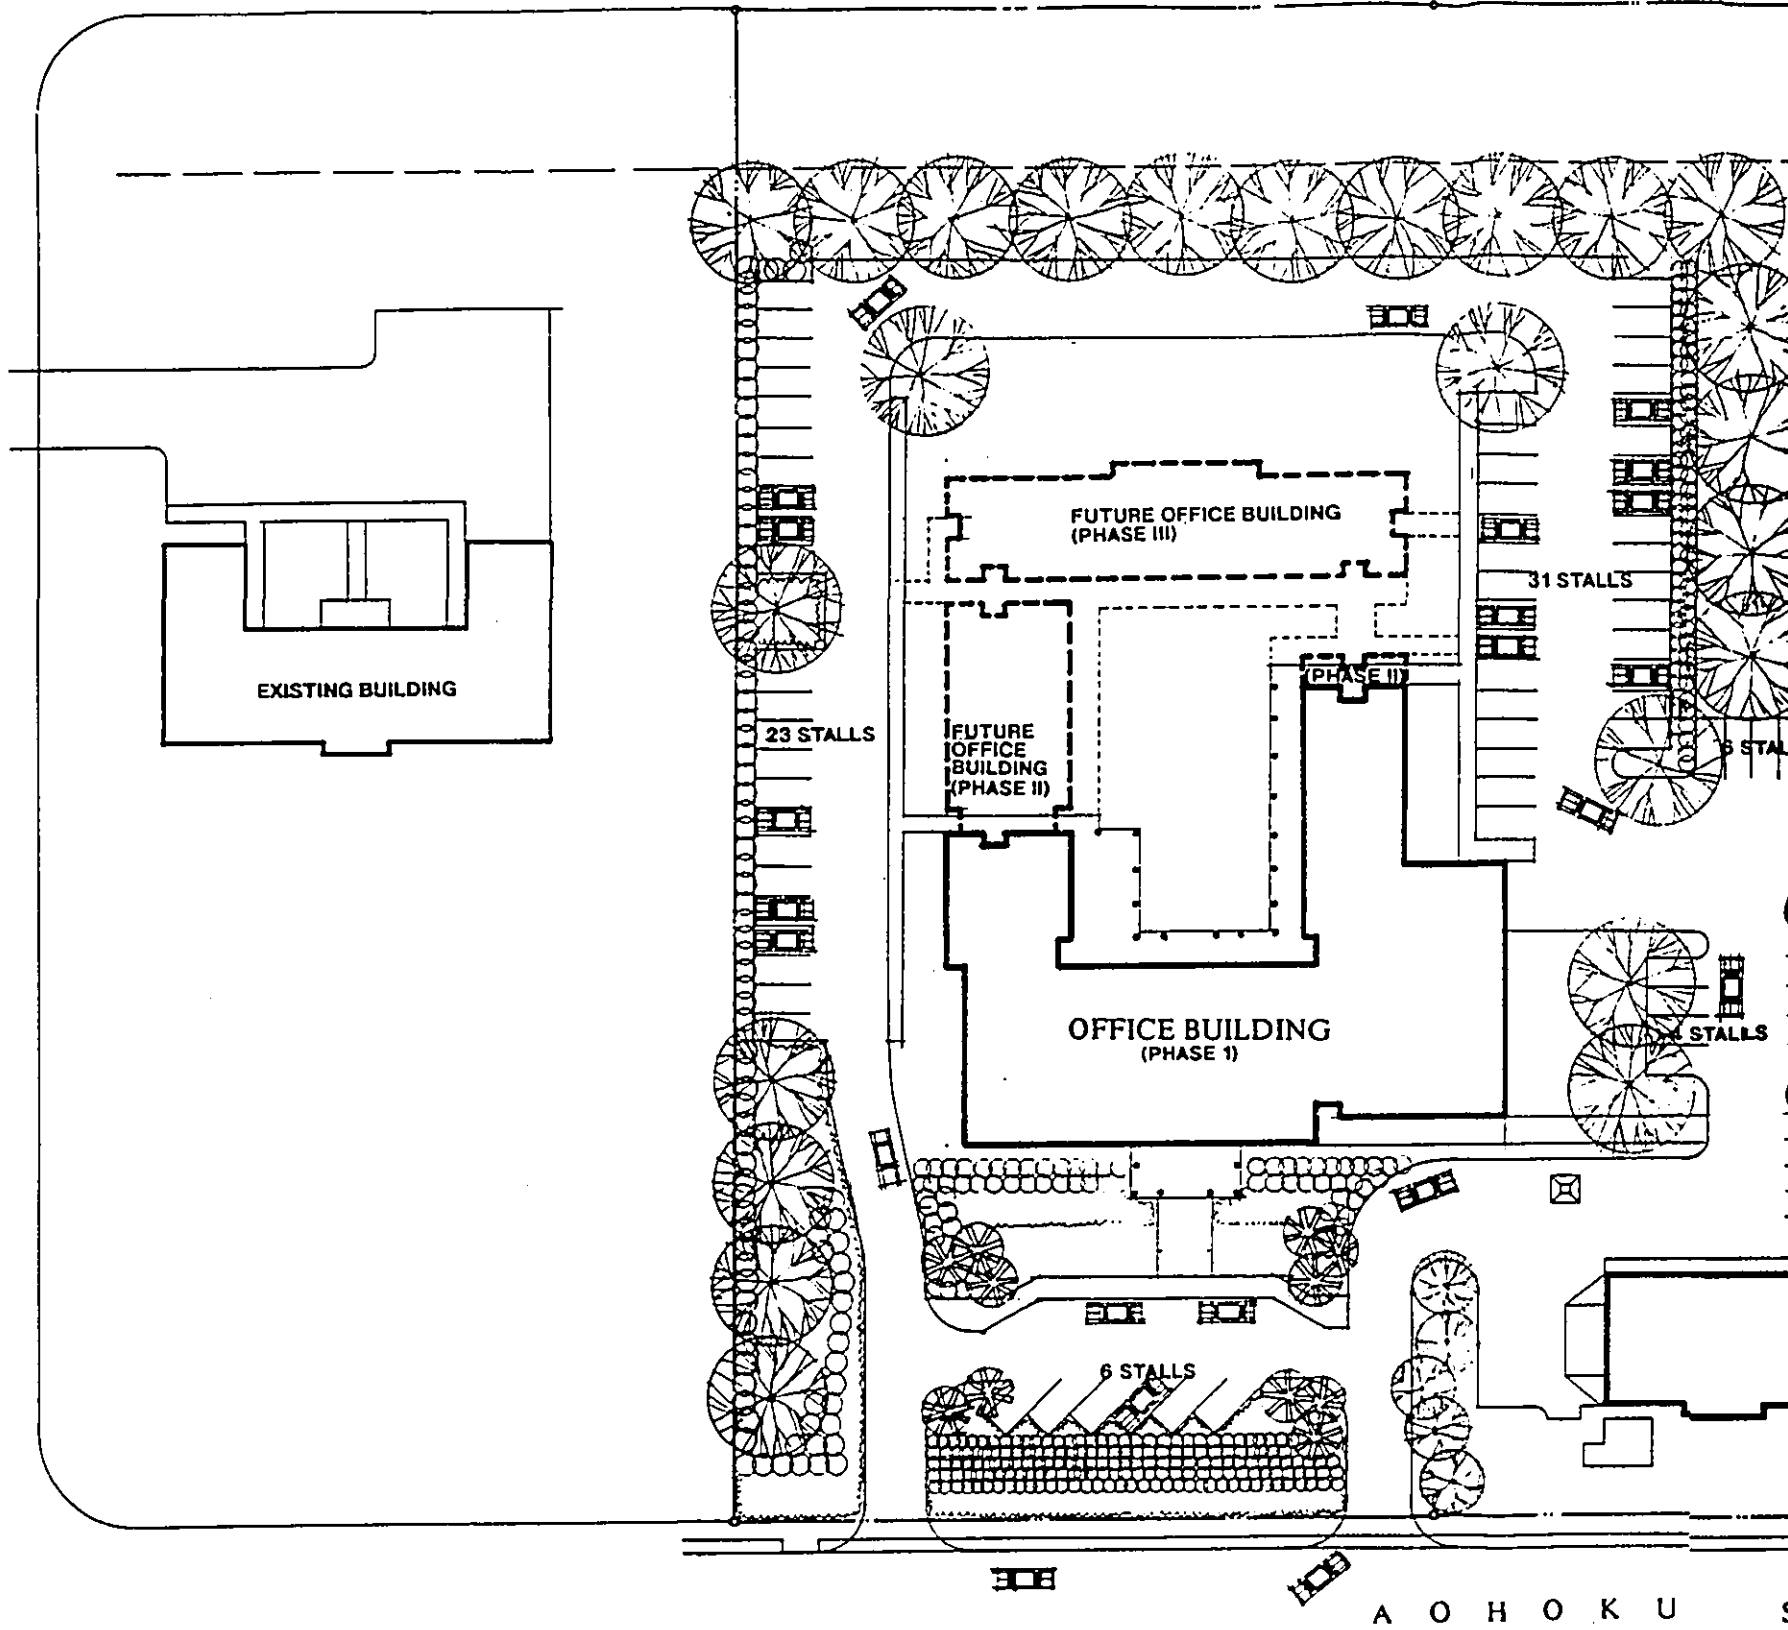 FUTURE OFFICE BUILDING
(PHASE III)
31 STALLS
EXISTING BUILDING
(PHASE II)
23 STALLS
FUTURE
OFFICE
BUILDING
(PHASE II)
OFFICE BUILDING
(PHASE 1)
STALLS
6 STALLS
AOHOKU